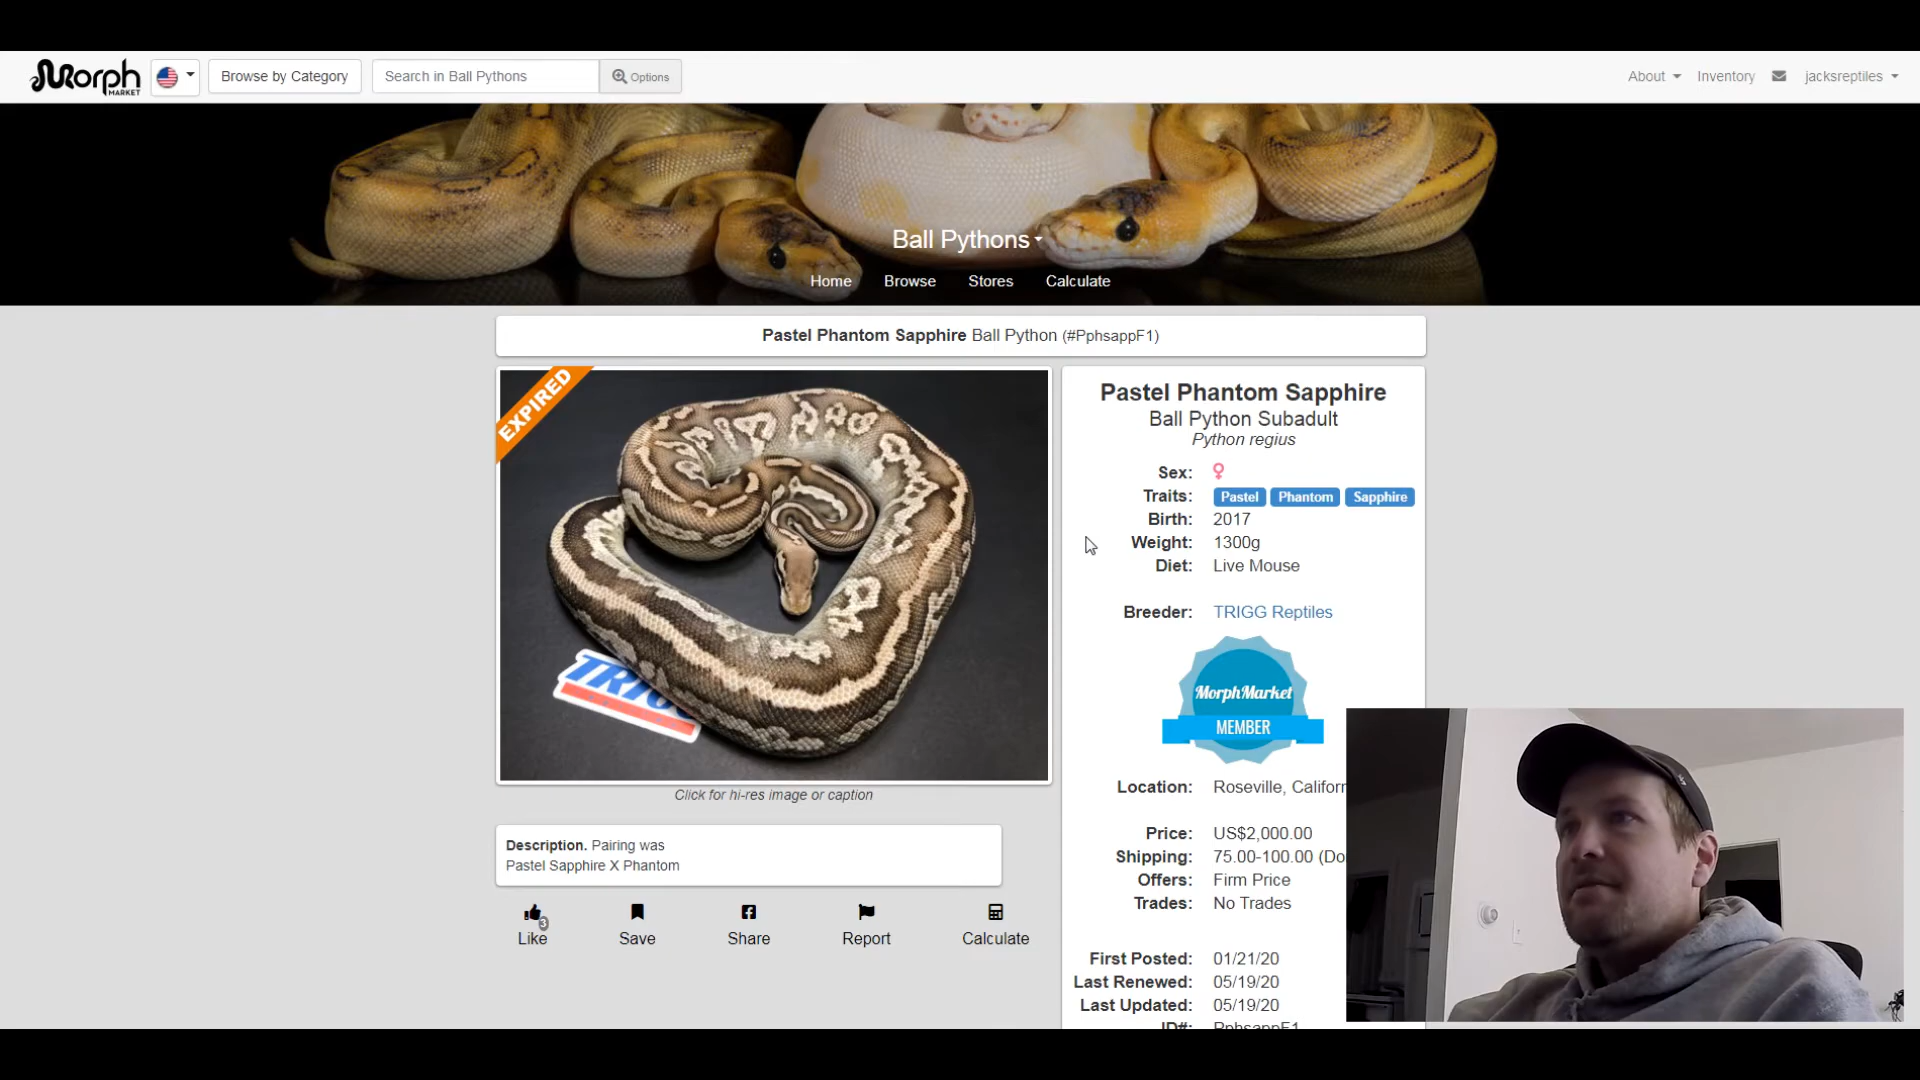 Morph MARKET
Browse by Category
Search in Ball Pythons
Options
About
Inventory
jacksreptiles
Ball Pythons
Home Browse Stores Calculate
Pastel Phantom Sapphire Ball Python (#PphsappF1)
EXPIRED
TRIGG
Click for hi-res image or caption
Description. Pairing was
Pastel Sapphire X Phantom
3
Like Save Share Report Calculate
Pastel Phantom Sapphire
Ball Python Subadult
Python regius
Sex: ♀
Traits: Pastel Phantom Sapphire
Birth: 2017
Weight: 1300g
Diet: Live Mouse
Breeder: TRIGG Reptiles
MorphMarket
MEMBER
Location: Roseville, Califor
Price: US$2,000.00
Shipping: 75.00-100.00 (Do
Offers: Firm Price
Trades: No Trades
First Posted: 01/21/20
Last Renewed: 05/19/20
Last Updated: 05/19/20
ID#: PphsappF1